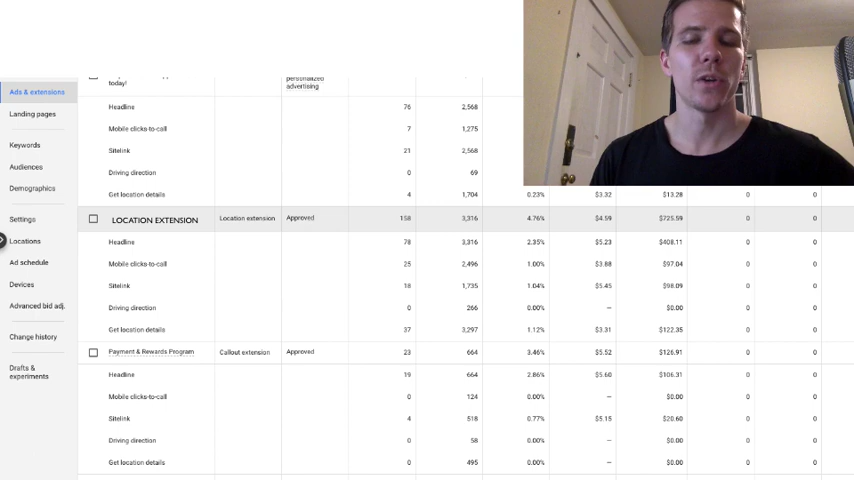 personalized
today!
advertising
Ads & extensions
Headline 76 2,568
Landing pages
Mobile clicks-to-call 7 1,275
Keywords
Sitelink 21 2,568
Audiences
Driving direction 0 69
Demographics
Get location details 4 1,704 0.23% $3.32 $13.28 0 0
Settings
LOCATION EXTENSION Location extension Approved 158 3,316 4.76% $4.59 $725.59 0 0
Locations
Headline 78 3,316 2.35% $5.23 $408.11 0 0
Ad schedule
Mobile clicks-to-call 25 2,496 1.00% $3.88 $97.04 0 0
Devices
Sitelink 18 1,735 1.04% $5.45 $98.09 0 0
Advanced bid adj.
Driving direction 0 266 0.00% — $0.00 0 0
Change history
Get location details 37 3,297 1.12% $3.31 $122.35 0 0
Payment & Rewards Program Callout extension Approved 23 664 3.46% $5.52 $126.91 0 0
Drafts &
experiments
Headline 19 664 2.86% $5.60 $106.31 0 0
Mobile clicks-to-call 0 124 0.00% — $0.00 0 0
Sitelink 4 518 0.77% $5.15 $20.60 0 0
Driving direction 0 58 0.00% — $0.00 0 0
Get location details 0 495 0.00% — $0.00 0 0